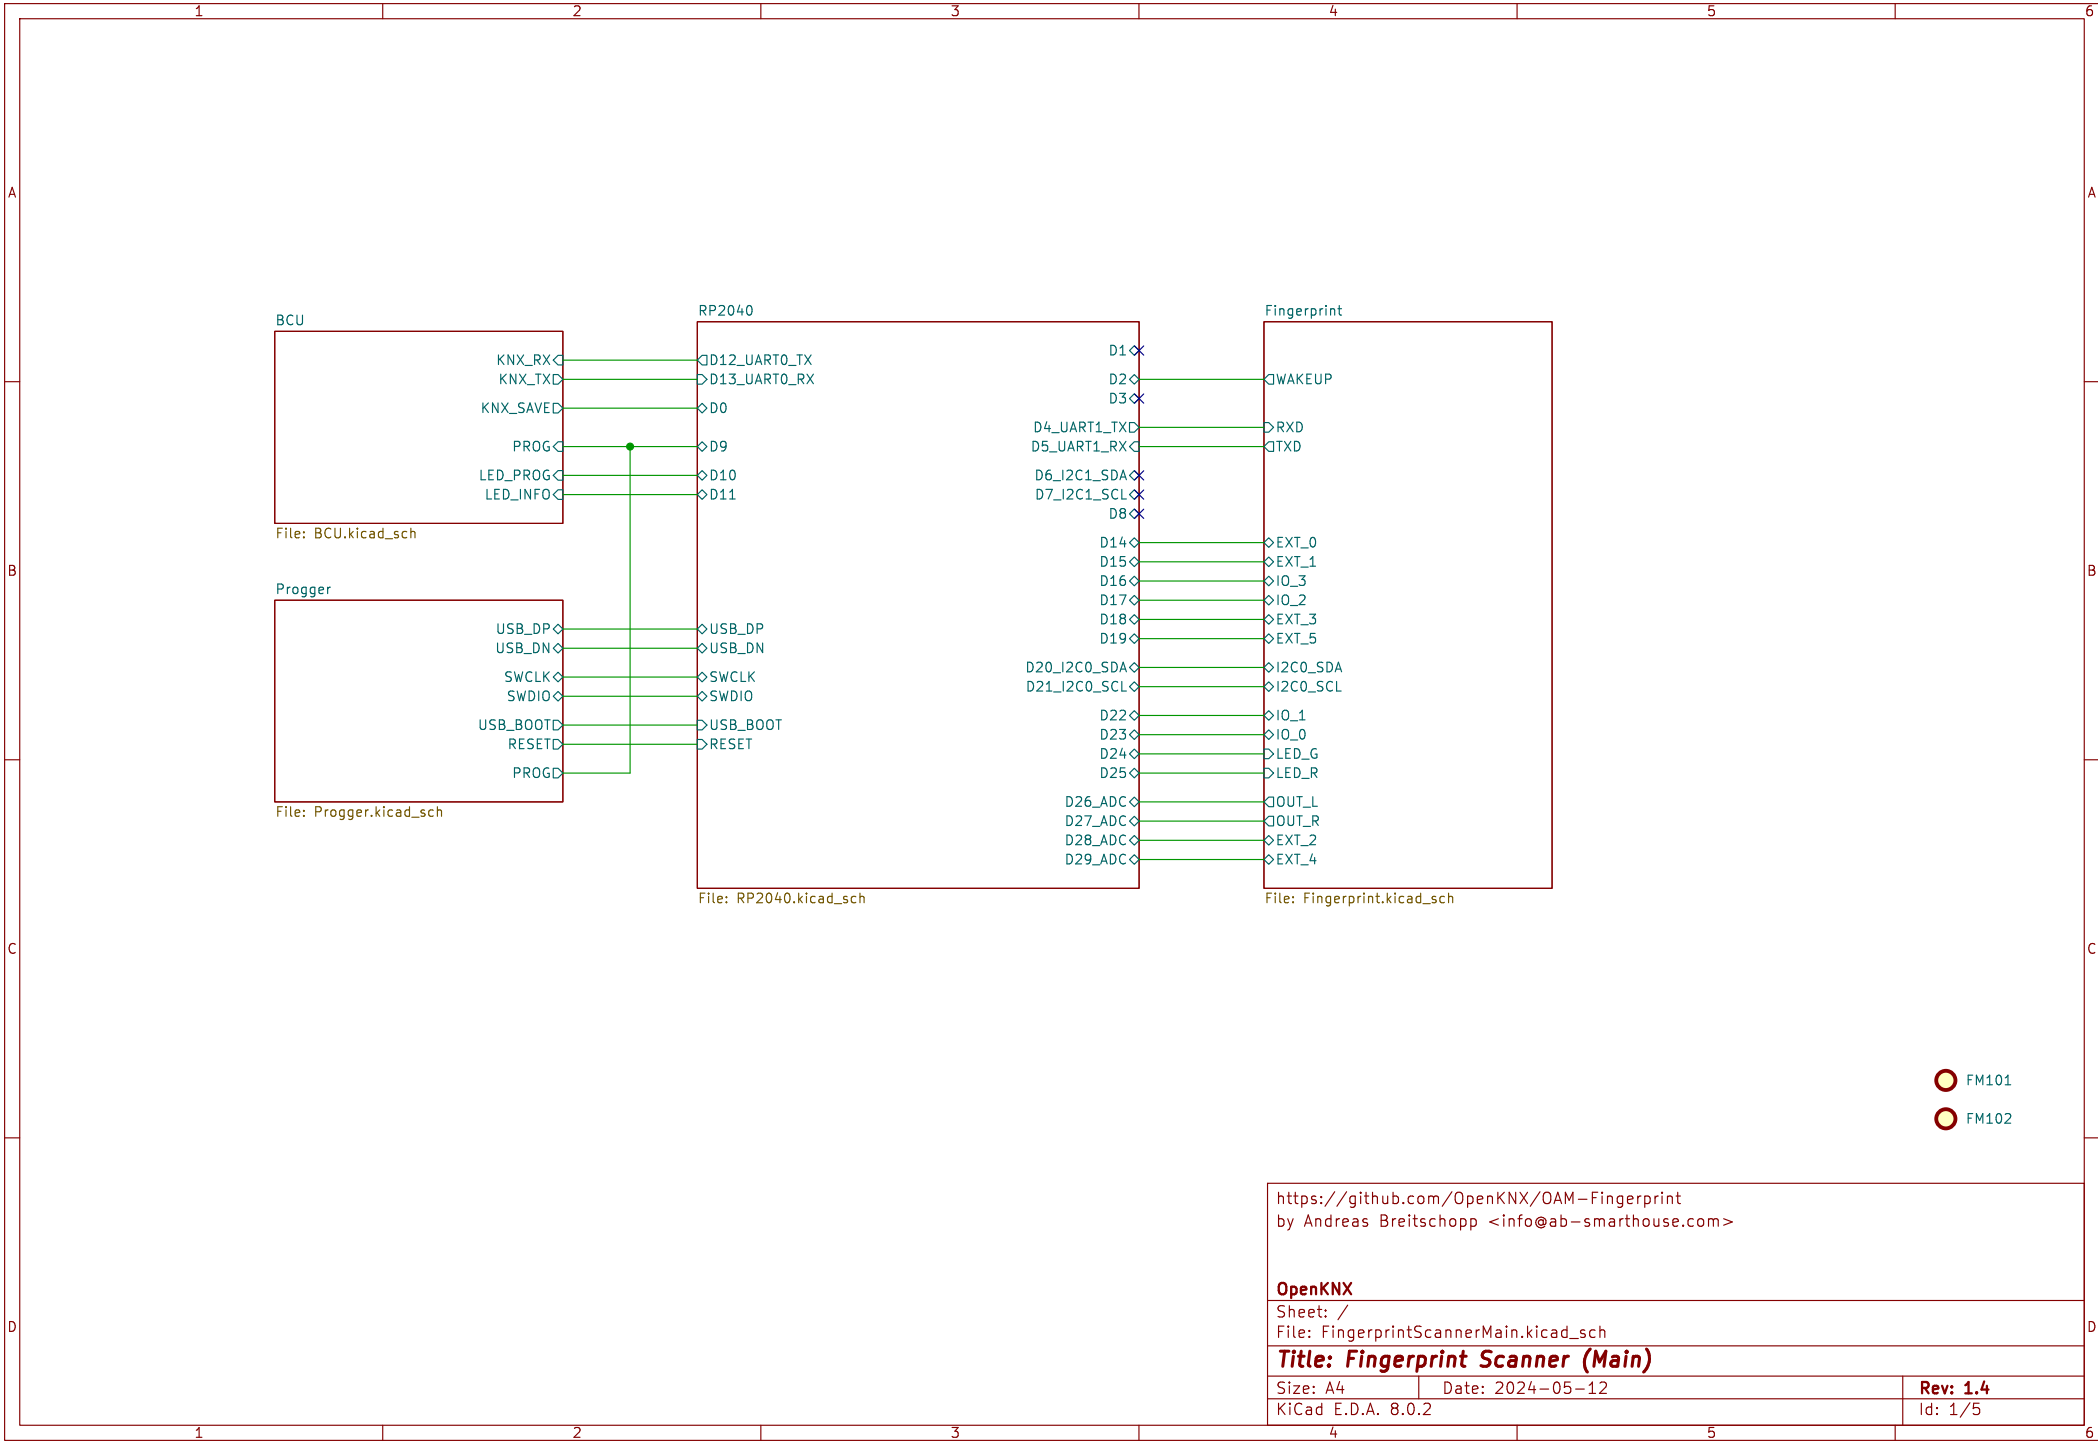 1 2 3 4 5 6
A A
B B
C C
D D
BCU
KNX_RX
KNX_TX
KNX_SAVE
PROG
LED_PROG
LED_INFO
File: BCU.kicad_sch
Progger
USB_DP
USB_DN
SWCLK
SWDIO
USB_BOOT
RESET
PROG
File: Progger.kicad_sch
RP2040
D12_UART0_TX
D13_UART0_RX
D0
D9
D10
D11
USB_DP
USB_DN
SWCLK
SWDIO
USB_BOOT
RESET
D1
D2
D3
D4_UART1_TX
D5_UART1_RX
D6_I2C1_SDA
D7_I2C1_SCL
D8
D14
D15
D16
D17
D18
D19
D20_I2C0_SDA
D21_I2C0_SCL
D22
D23
D24
D25
D26_ADC
D27_ADC
D28_ADC
D29_ADC
File: RP2040.kicad_sch
Fingerprint
WAKEUP
RXD
TXD
EXT_0
EXT_1
IO_3
IO_2
EXT_3
EXT_5
I2C0_SDA
I2C0_SCL
IO_1
IO_0
LED_G
LED_R
OUT_L
OUT_R
EXT_2
EXT_4
File: Fingerprint.kicad_sch
FM101
FM102
https://github.com/OpenKNX/OAM-Fingerprint
by Andreas Breitschopp <info@ab-smarthouse.com>
OpenKNX
Sheet: /
File: FingerprintScannerMain.kicad_sch
Title: Fingerprint Scanner (Main)
Size: A4 Date: 2024-05-12 Rev: 1.4
KiCad E.D.A. 8.0.2 Id: 1/5
1 2 3 4 5 6